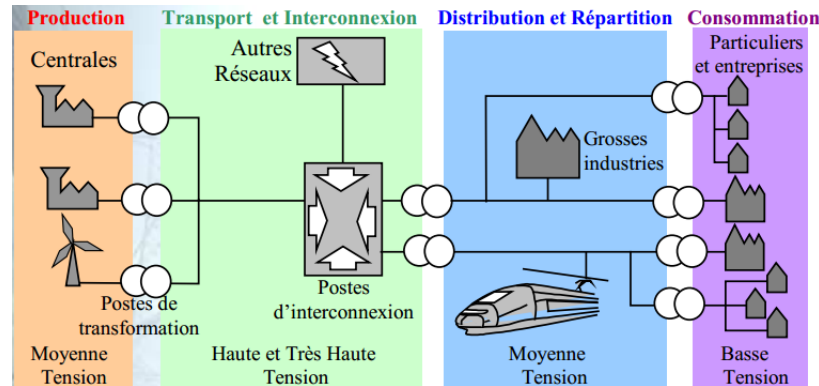 Production
Transport et Interconnexion
Distribution et Répartition
Consommation
Centrales
Autres
Réseaux
Particuliers
et entreprises
Grosses
industries
Postes de
transformation
Postes
d'interconnexion
Moyenne
Tension
Haute et Très Haute
Tension
Moyenne
Tension
Basse
Tension